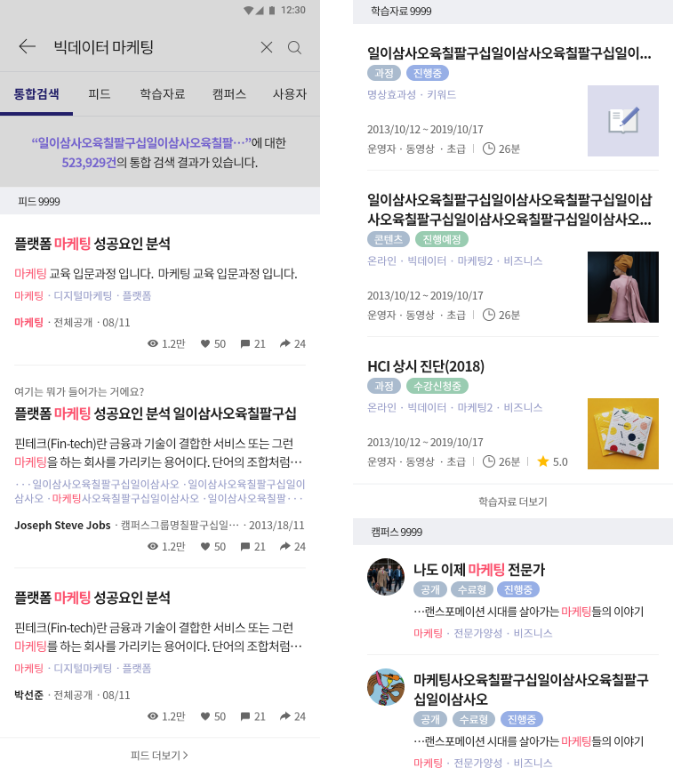 12:30
빅데이터 마케팅
통합검색 피드 학습자료 캠퍼스 사용자
“일이삼사오육칠팔구십일이삼사오육칠팔···”에 대한
523,929건의 통합 검색 결과가 있습니다.
피드 9999
플랫폼 마케팅 성공요인 분석
마케팅 교육 입문과정 입니다. 마케팅 교육 입문과정 입니다.
마케팅 · 디지털마케팅 · 플랫폼
마케팅 · 전체공개 · 08/11
1.2만 50 21 24
여기는 뭐가 들어가는 거에요?
플랫폼 마케팅 성공요인 분석 일이삼사오육칠팔구십
핀테크(Fin-tech)란 금융과 기술이 결합한 서비스 또는 그런
마케팅을 하는 회사를 가리키는 용어이다. 단어의 조합처럼···
···일이삼사오육칠팔구십일이삼사오 ·일이삼사오육칠팔구십일이
삼사오 ·마케팅사오육칠팔구십일이삼사오 ·일이삼사오육칠팔···
Joseph Steve Jobs · 캠퍼스그룹명칠팔구십일··· · 2013/18/11
1.2만 50 21 24
플랫폼 마케팅 성공요인 분석
핀테크(Fin-tech)란 금융과 기술이 결합한 서비스 또는 그런
마케팅를 하는 회사를 가리키는 용어이다. 단어의 조합처럼···
마케팅 · 디지털마케팅 · 플랫폼
박선준 · 전체공개 · 08/11
1.2만 50 21 24
피드 더보기
학습자료 9999
일이삼사오육칠팔구십일이삼사오육칠팔구십일이...
과정 진행중
명상효과성 · 키워드
2013/10/12 ~ 2019/10/17
운영자 · 동영상 · 초급 26분
일이삼사오육칠팔구십일이삼사오육칠팔구십일이삽
사오육칠팔구십일이삼사오육칠팔구십일이삼사오...
콘텐츠 진행예정
온라인 · 빅데이터 · 마케팅2 · 비즈니스
2013/10/12 ~ 2019/10/17
운영자 · 동영상 · 초급 26분
HCI 상시 진단(2018)
과정 수강신청중
온라인 · 빅데이터 · 마케팅2 · 비즈니스
2013/10/12 ~ 2019/10/17
운영자 · 동영상 · 초급 26분 5.0
학습자료 더보기
캠퍼스 9999
나도 이제 마케팅 전문가
공개 수료형 진행중
···랜스포메이션 시대를 살아가는 마케팅들의 이야기
마케팅 · 전문가양성 · 비즈니스
마케팅사오육칠팔구십일이삼사오육칠팔구
십일이삼사오
공개 수료형 진행중
···랜스포메이션 시대를 살아가는 마케팅들의 이야기
마케팅 · 전문가양성 · 비즈니스